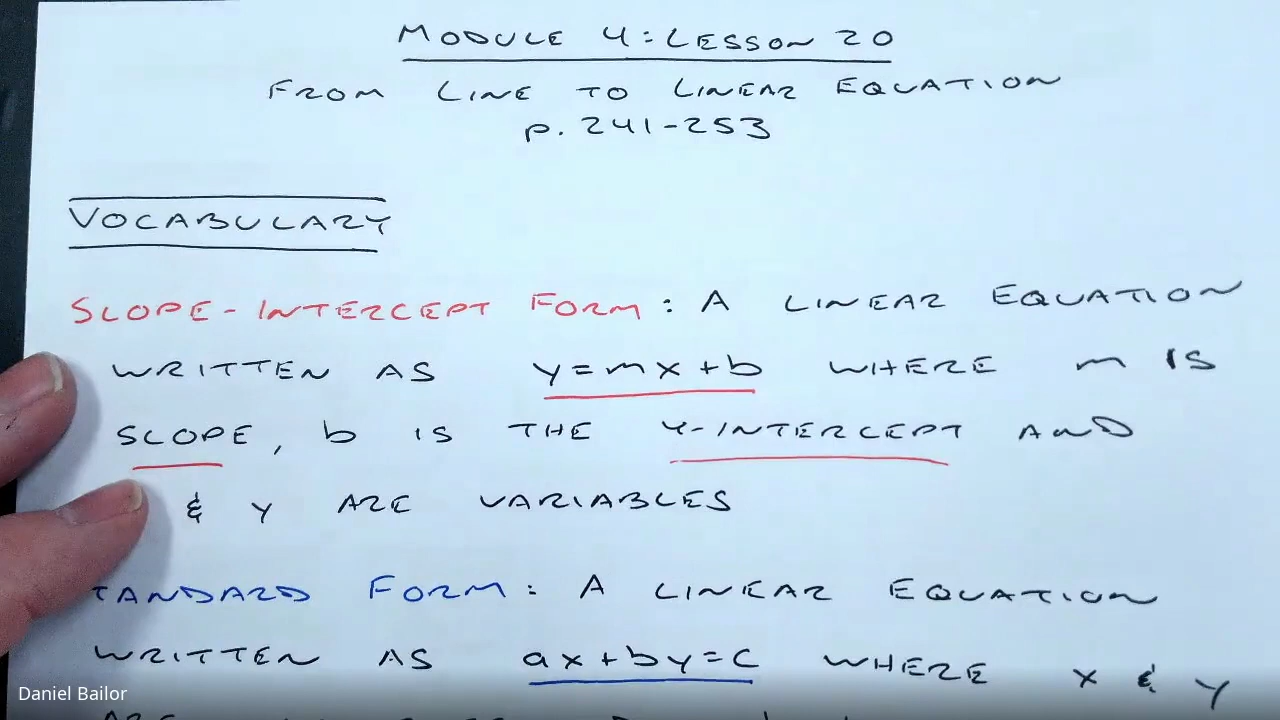 MODULE 4: LESSON 20
FROM LINE TO LINEAR EQUATION
p. 241-253
VOCABULARY
SLOPE-INTERCEPT FORM: A LINEAR EQUATION
WRITTEN AS y=mx+b WHERE m IS
SLOPE, b IS THE Y-INTERCEPT AND
& y ARE VARIABLES
TANDARD FORM: A LINEAR EQUATION
WRITTEN AS ax+by=c WHERE x & y
Daniel Bailor
ARE